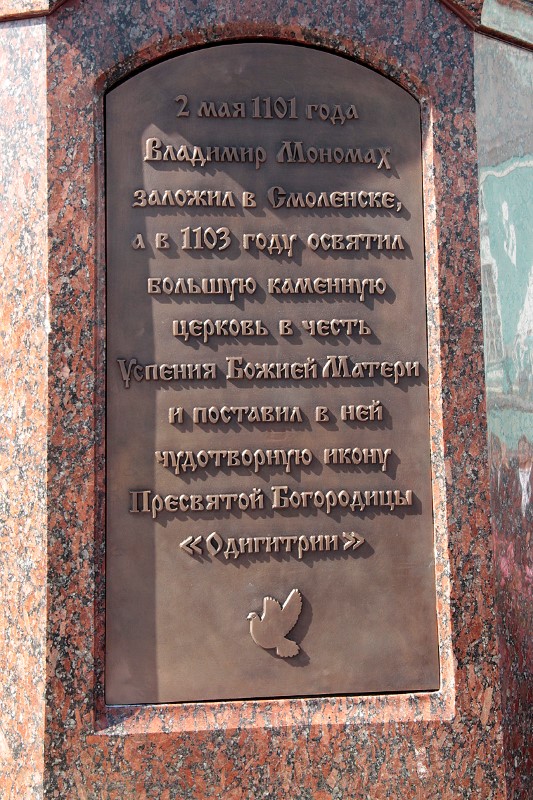 2 мая 1101 года
Владимир Мономах
заложил в Смоленске,
а в 1103 году освятил
большую каменную
церковь в честь
Успения Божией Матери
и поставил в ней
чудотворную икону
Пресвятой Богородицы
«Одигитрии»